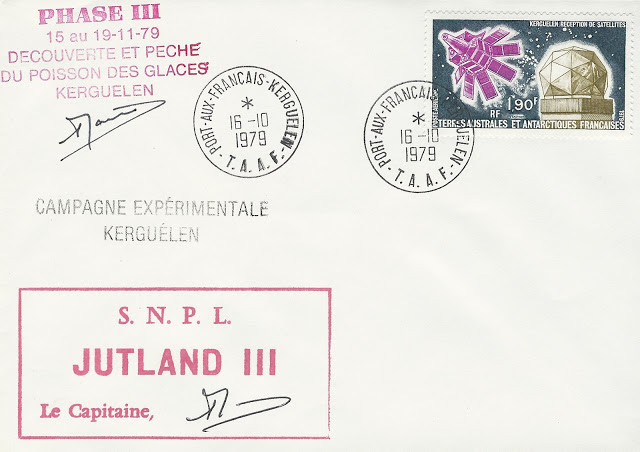 PHASE III
15 au 19-11-79
DECOUVERTE ET PECHE
DU POISSON DES GLACES
KERGUELEN
PORT-AUX-FRANCAIS-KERGUELEN
*
16-10
1979
-T.A.A.F.-
PORT-AUX-FRANCAIS-KERGUELEN
*
16-10
1979
-T.A.A.F.-
KERGUELEN RECEPTION DE SATELLITES
1,90F
RF
TERRES AUSTRALES ET ANTARCTIQUES FRANÇAISES
CAMPAGNE EXPÉRIMENTALE
KERGUÉLEN
S. N. P. L.
JUTLAND III
Le Capitaine,